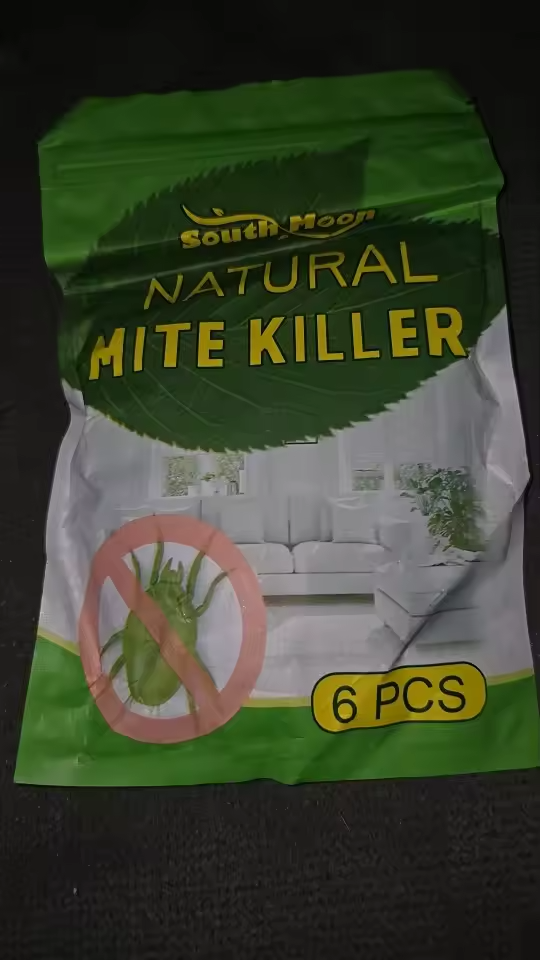 South Moon
NATURAL
MITE KILLER
6 PCS